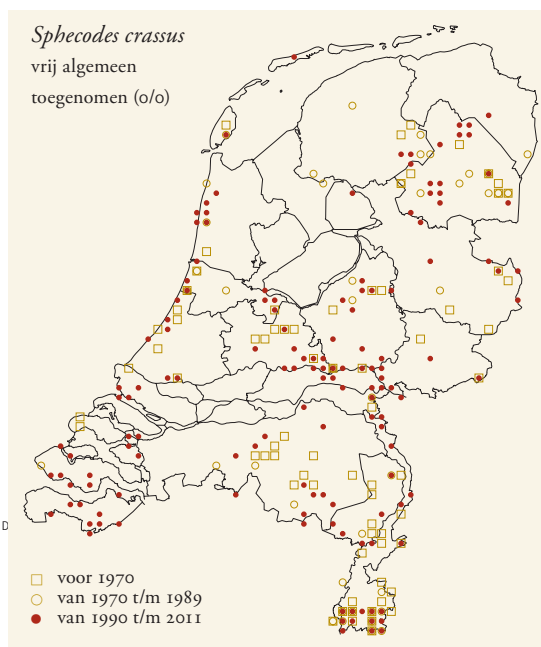 Sphecodes crassus
vrij algemeen
toegenomen (0/0)
D
voor 1970
van 1970 t/m 1989
van 1990 t/m 2011